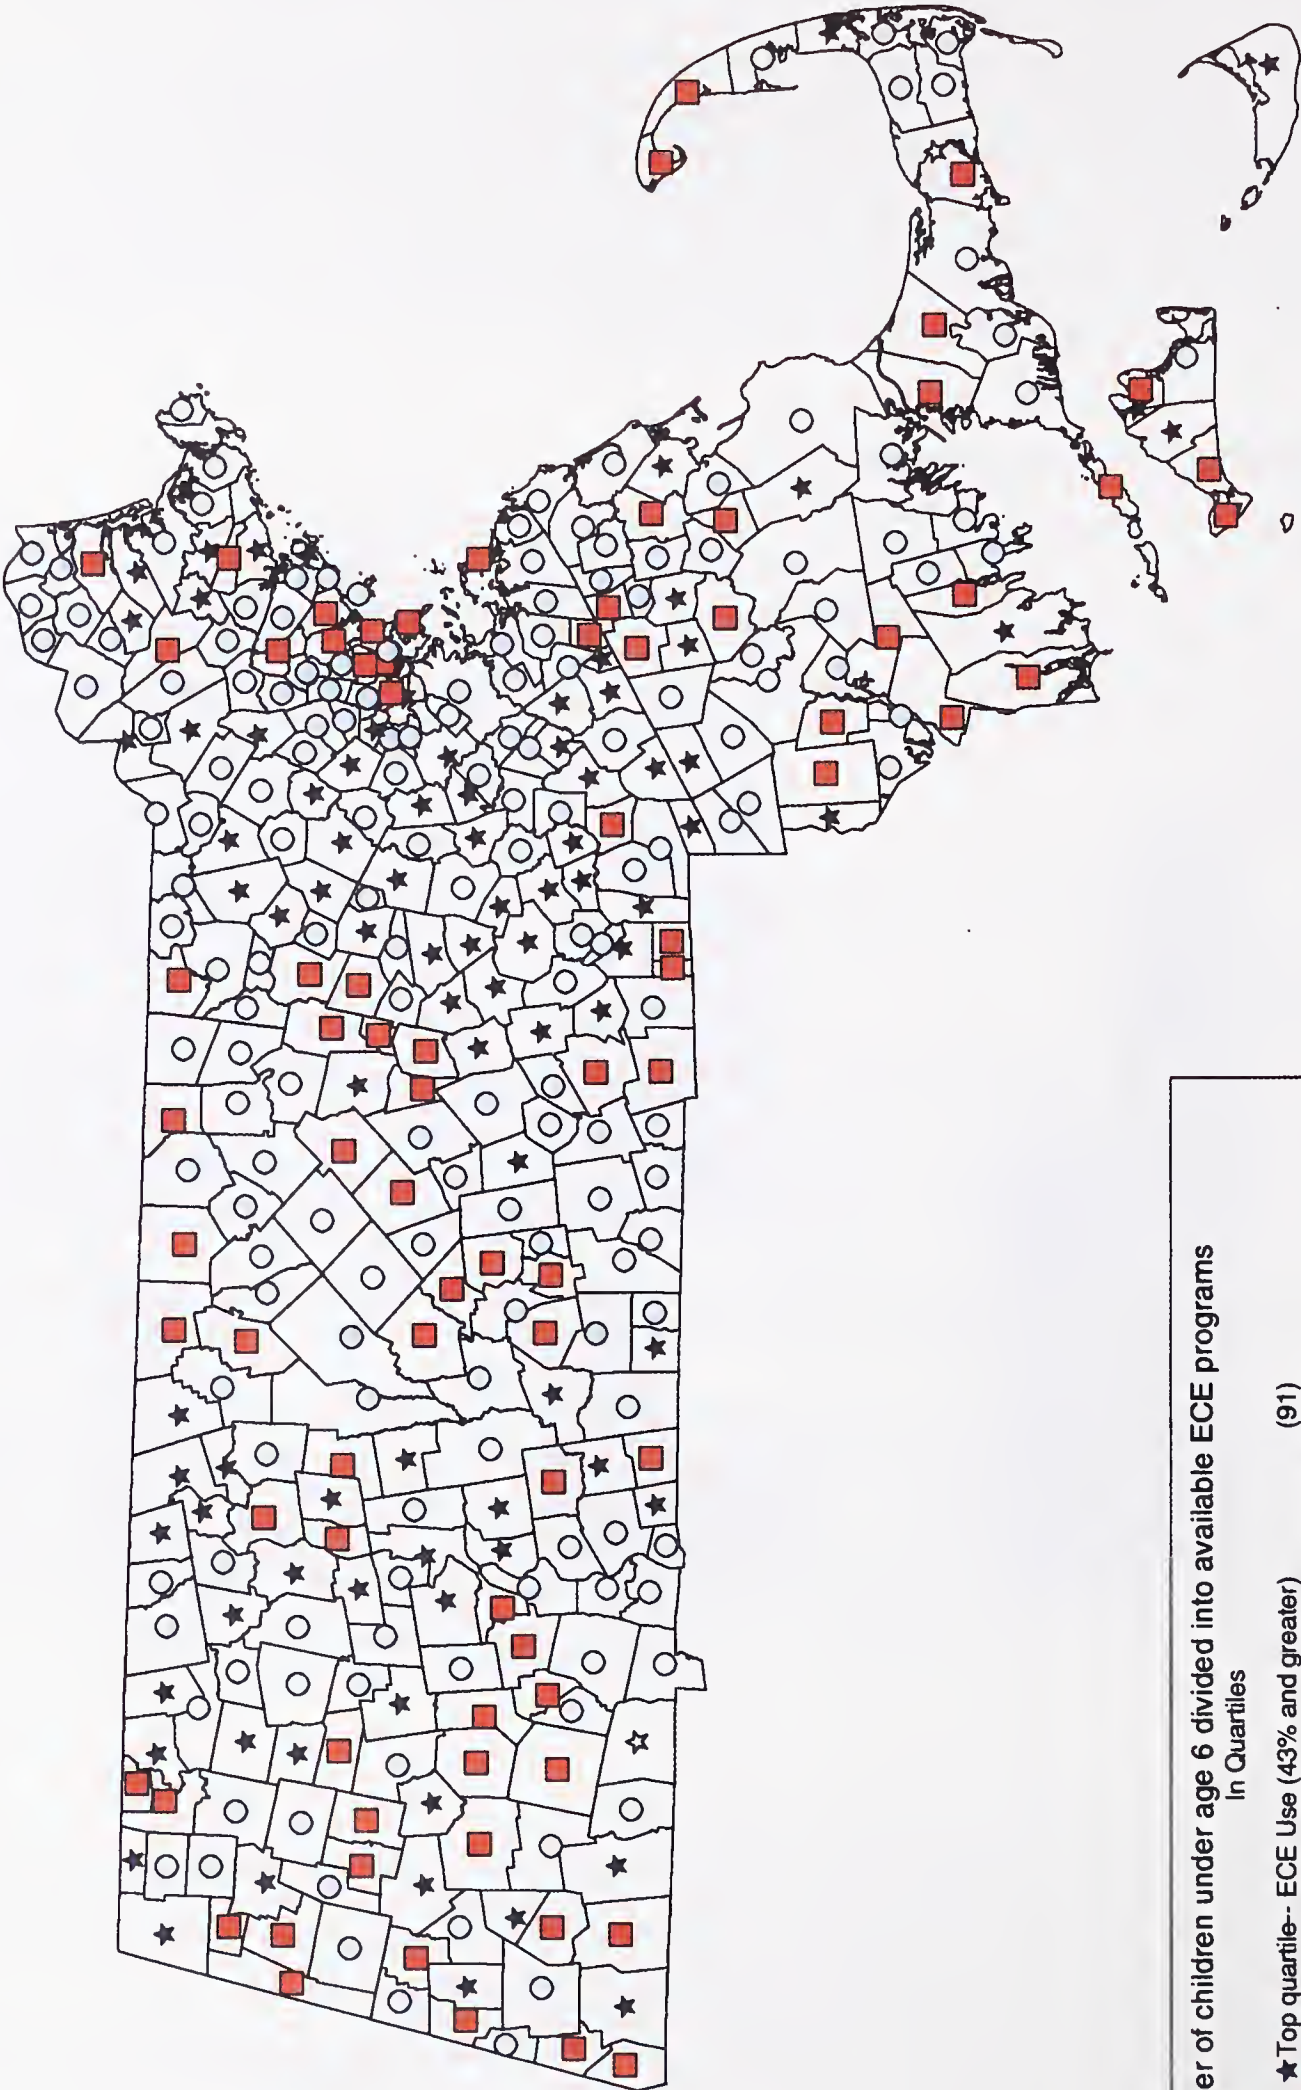 er of children under age 6 divided into available ECE programs
In Quartiles
★ Top quartile-- ECE Use (43% and greater) (91)